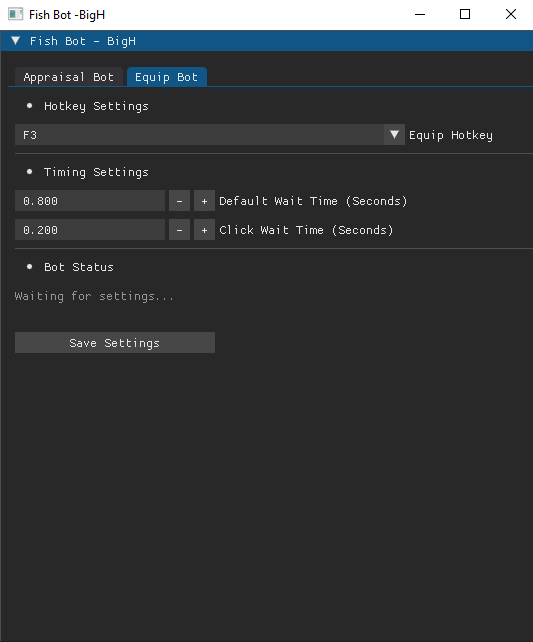 Fish Bot -BigH
Fish Bot - BigH
Appraisal Bot Equip Bot
Hotkey Settings
F3 Equip Hotkey
Timing Settings
0.800 - + Default Wait Time (Seconds)
0.200 - + Click Wait Time (Seconds)
Bot Status
Waiting for settings...
Save Settings